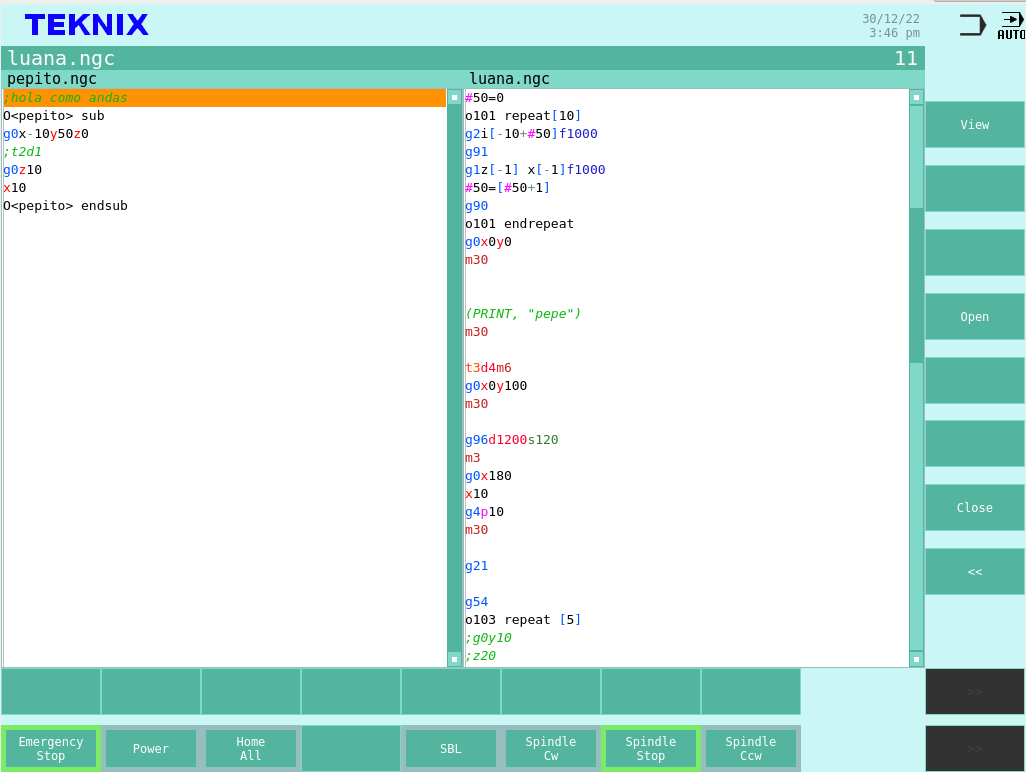 TEKNIX
30/12/22
3:46 pm
AUTO
luana.ngc
11
pepito.ngc
;hola como andas
O<pepito> sub
g0x-10y50z0
;t2d1
g0z10
x10
O<pepito> endsub
luana.ngc
#50=0
o101 repeat[10]
g2i[-10+#50]f1000
g91
g1z[-1] x[-1]f1000
#50=[#50+1]
g90
o101 endrepeat
g0x0y0
m30
(PRINT, "pepe")
m30
t3d4m6
g0x0y100
m30
g96d1200s120
m3
g0x180
x10
g4p10
m30
g21
g54
o103 repeat [5]
;g0y10
;z20
View
Open
Close
<<
>>
Emergency
Stop
Power
Home
All
SBL
Spindle
Cw
Spindle
Stop
Spindle
Ccw
>>